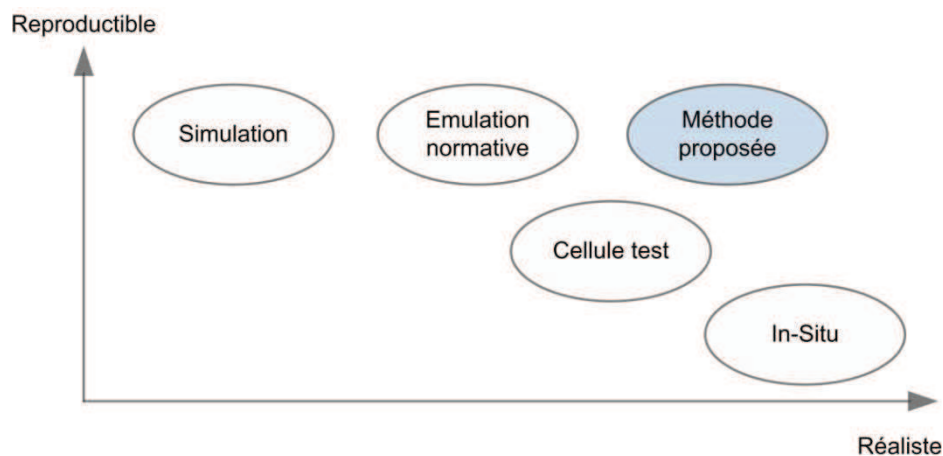 Reproductible
Simulation
Emulation
normative
Méthode
proposée
Cellule test
In-Situ
Réaliste